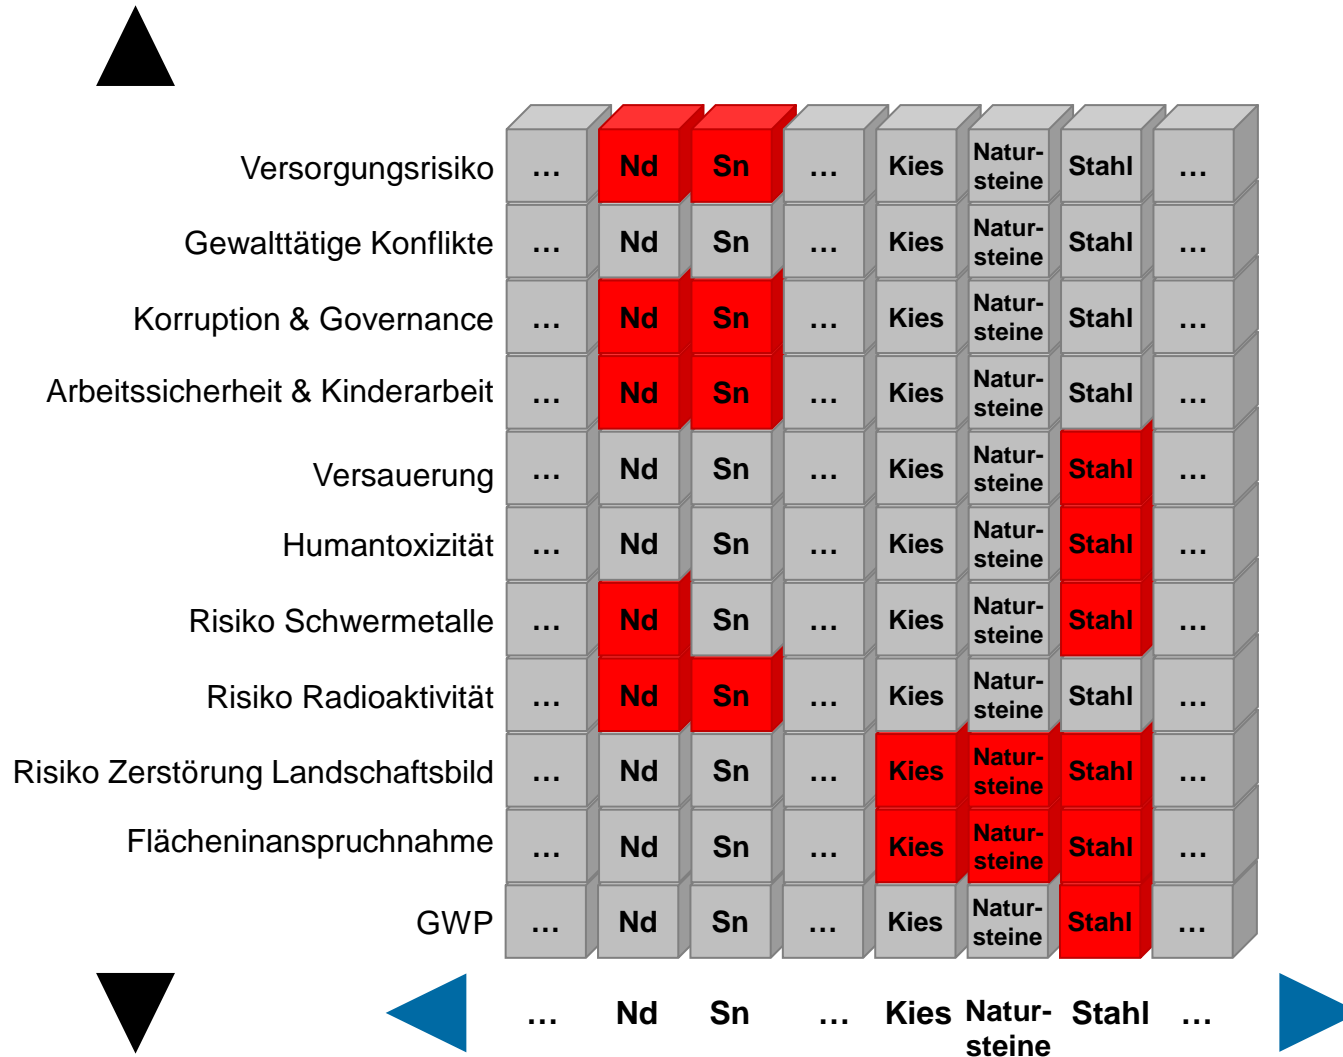 Versorgungsrisiko ... Nd Sn ... Kies Natur-steine Stahl ...
Gewalttätige Konflikte ... Nd Sn ... Kies Natur-steine Stahl ...
Korruption & Governance ... Nd Sn ... Kies Natur-steine Stahl ...
Arbeitssicherheit & Kinderarbeit ... Nd Sn ... Kies Natur-steine Stahl ...
Versauerung ... Nd Sn ... Kies Natur-steine Stahl ...
Humantoxizität ... Nd Sn ... Kies Natur-steine Stahl ...
Risiko Schwermetalle ... Nd Sn ... Kies Natur-steine Stahl ...
Risiko Radioaktivität ... Nd Sn ... Kies Natur-steine Stahl ...
Risiko Zerstörung Landschaftsbild ... Nd Sn ... Kies Natur-steine Stahl ...
Flächeninanspruchnahme ... Nd Sn ... Kies Natur-steine Stahl ...
GWP ... Nd Sn ... Kies Natur-steine Stahl ...
... Nd Sn ... Kies Natur-steine Stahl ...